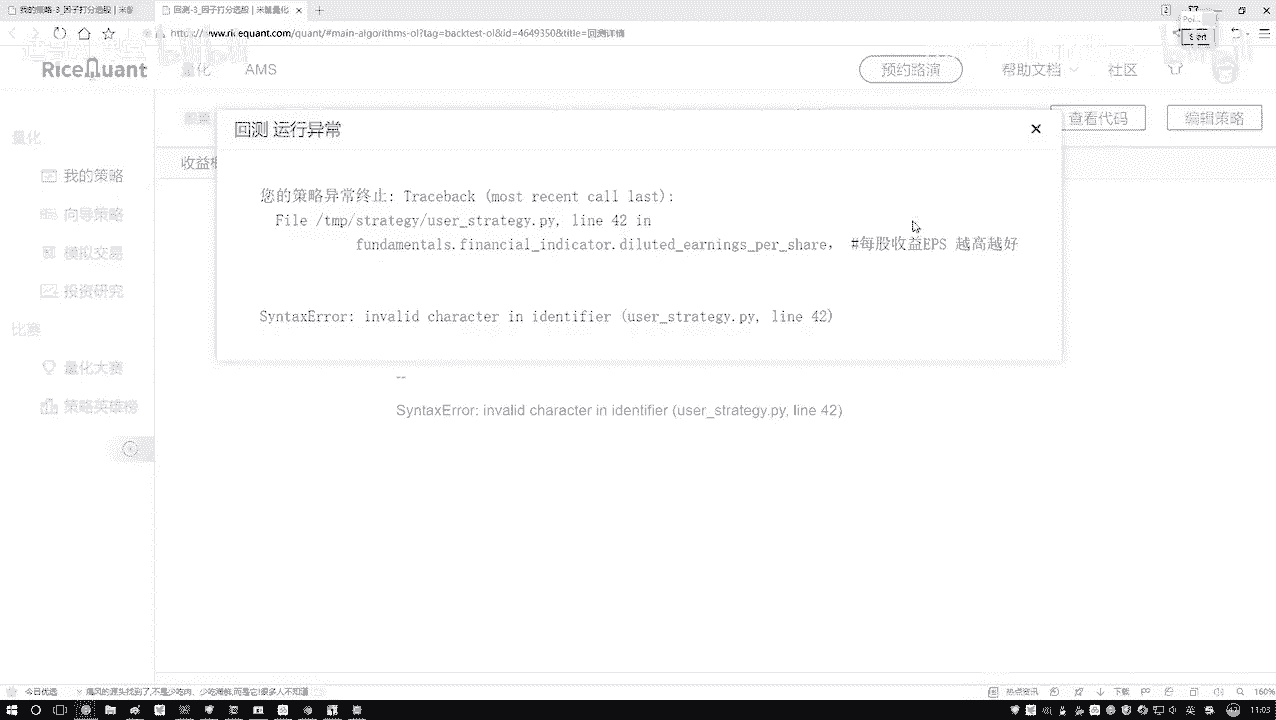 我的策略-3_因子打分选股 | 米筐
回测-3_因子打分选股 | 米筐量化
https://www.ricequant.com/quant/#main-algorithms-ol?tag=backtest-ol&id=4649350&title=回测详情
RiceQuant
量化
AMS
预约路演
帮助文档
社区
查看代码
编辑策略
量化
我的策略
向导策略
模拟交易
投资研究
比赛
量化大赛
策略英雄榜
回测 运行异常
您的策略异常终止: Traceback (most recent call last):
File /tmp/strategy/user_strategy.py, line 42 in
fundamentals.financial_indicator.diluted_earnings_per_share， #每股收益EPS 越高越好
SyntaxError: invalid character in identifier (user_strategy.py, line 42)
--
SyntaxError: invalid character in identifier (user_strategy.py, line 42)
今日优选
热点资讯
下载
160%
英
11:03